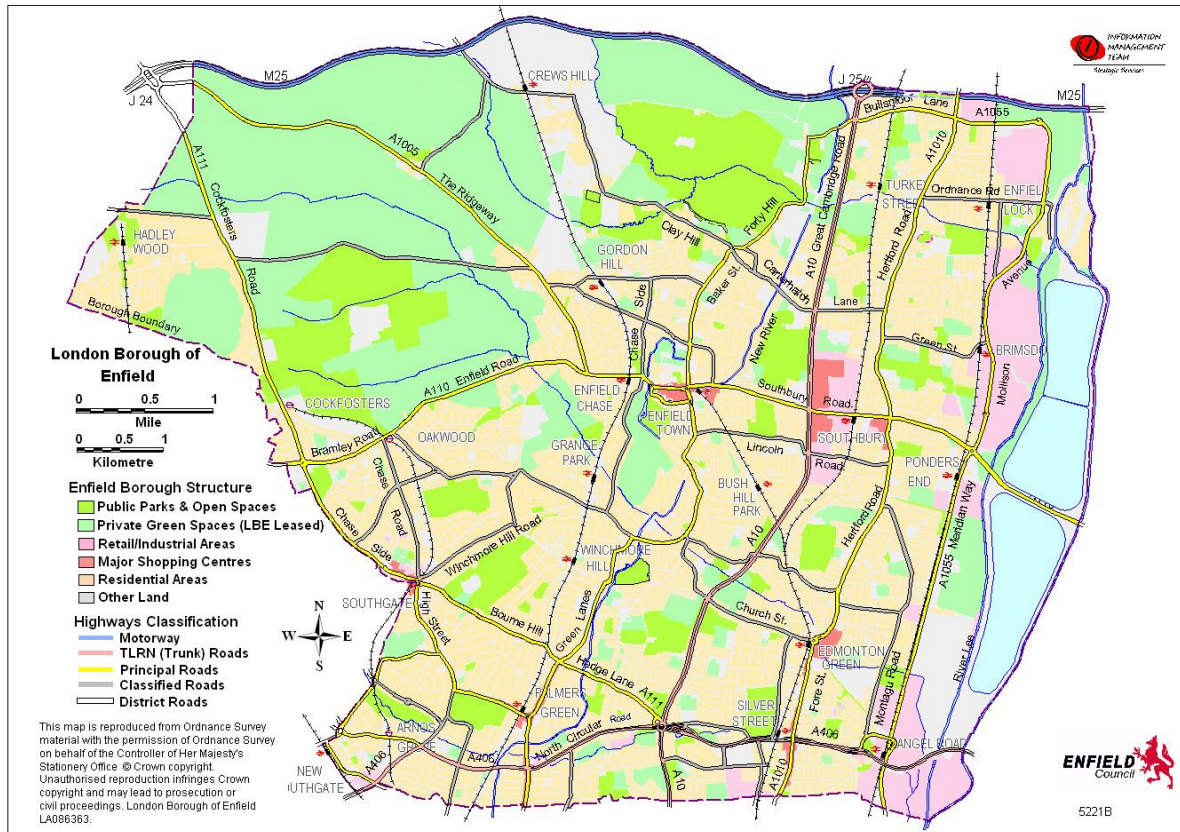 INFORMATION
MANAGEMENT
TEAM
Strategic Services
M25
J 24
CREWS HILL
J 25
M25
Bullsmoor Lane
A1055
A111
A1005
A1010
The Ridgeway
TURKEY
STREET
Ordnance Rd
ENFIELD
LOCK
Cockfosters
Road
HADLEY
WOOD
Forty Hill
Clay Hill
A10 Great Cambridge Road
Hertford Road
GORDON
HILL
Baker St.
Carterhatch
Lane
Avenue
Side
Chase
New River
Borough Boundary
Green St.
BRIMSDO
Mollison
London Borough of
Enfield
0 0.5 1
Mile
0 0.5 1
Kilometre
A110 Enfield Road
ENFIELD
CHASE
ENFIELD
TOWN
Southbury Road.
SOUTHBURY
COCKFOSTERS
Bramley Road
OAKWOOD
GRANGE
PARK
Lincoln
Road.
BUSH
HILL
PARK
PONDERS
END
Enfield Borough Structure
Public Parks & Open Spaces
Private Green Spaces (LBE Leased)
Retail/Industrial Areas
Major Shopping Centres
Residential Areas
Other Land
Chase
Road
Chase
Side
Winchmore Hill Road
WINCHMORE
HILL
A10
Hertford Road
A1055 Meridian Way
River Lee
Highways Classification
Motorway
TLRN (Trunk) Roads
Principal Roads
Classified Roads
District Roads
N
W E
S
SOUTHGATE
High Street
Bourne Hill
Green Lanes
Church St.
EDMONTON
GREEN
Hedge Lane
A111
PALMERS
GREEN
SILVER
STREET
Fore St.
Montagu Road
ARNOS
GROVE
North Circular Road
A406
A406
A406
A10
A1010
ANGEL ROAD
NEW
OUTHGATE
This map is reproduced from Ordnance Survey
material with the permission of Ordnance Survey
on behalf of the Controller of Her Majesty's
Stationery Office © Crown copyright.
Unauthorised reproduction infringes Crown
copyright and may lead to prosecution or
civil proceedings. London Borough of Enfield
LA086363.
ENFIELD
Council
5221B